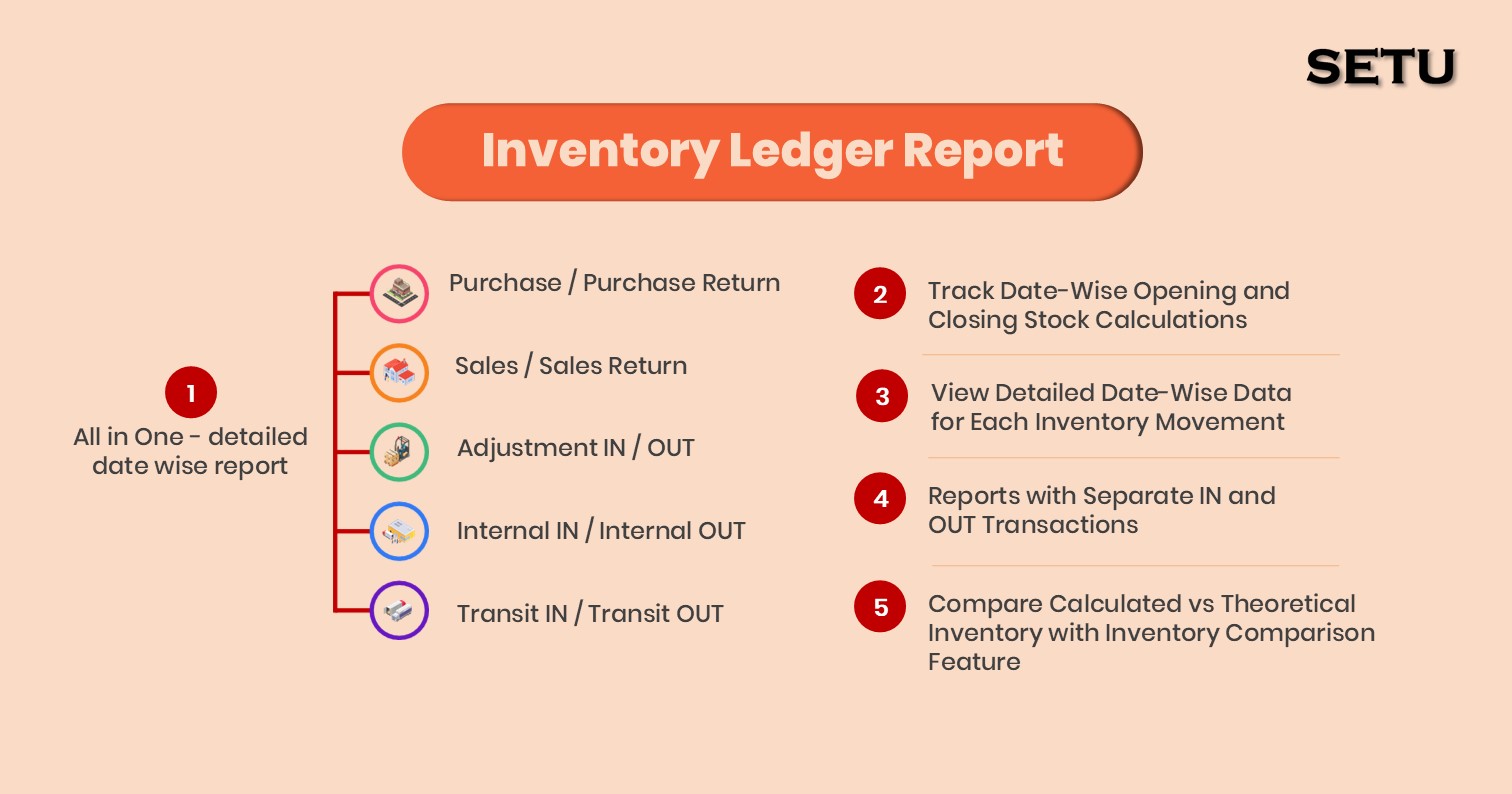 SETU
Inventory Ledger Report
1
All in One - detailed
date wise report
Purchase / Purchase Return
Sales / Sales Return
Adjustment IN / OUT
Internal IN / Internal OUT
Transit IN / Transit OUT
2
Track Date-Wise Opening and
Closing Stock Calculations
3
View Detailed Date-Wise Data
for Each Inventory Movement
4
Reports with Separate IN and
OUT Transactions
5
Compare Calculated vs Theoretical
Inventory with Inventory Comparison
Feature